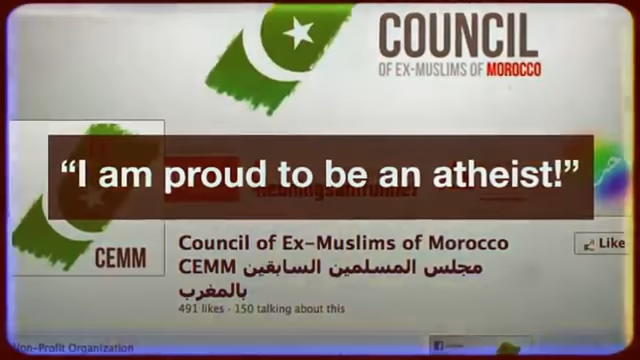 COUNCIL
OF EX-MUSLIMS OF MOROCCO
“I am proud to be an atheist!”
CEMM
Council of Ex-Muslims of Morocco
CEMM مجلس المسلمين السابقين
بالمغرب
491 likes · 150 talking about this
Like
Non-Profit Organization